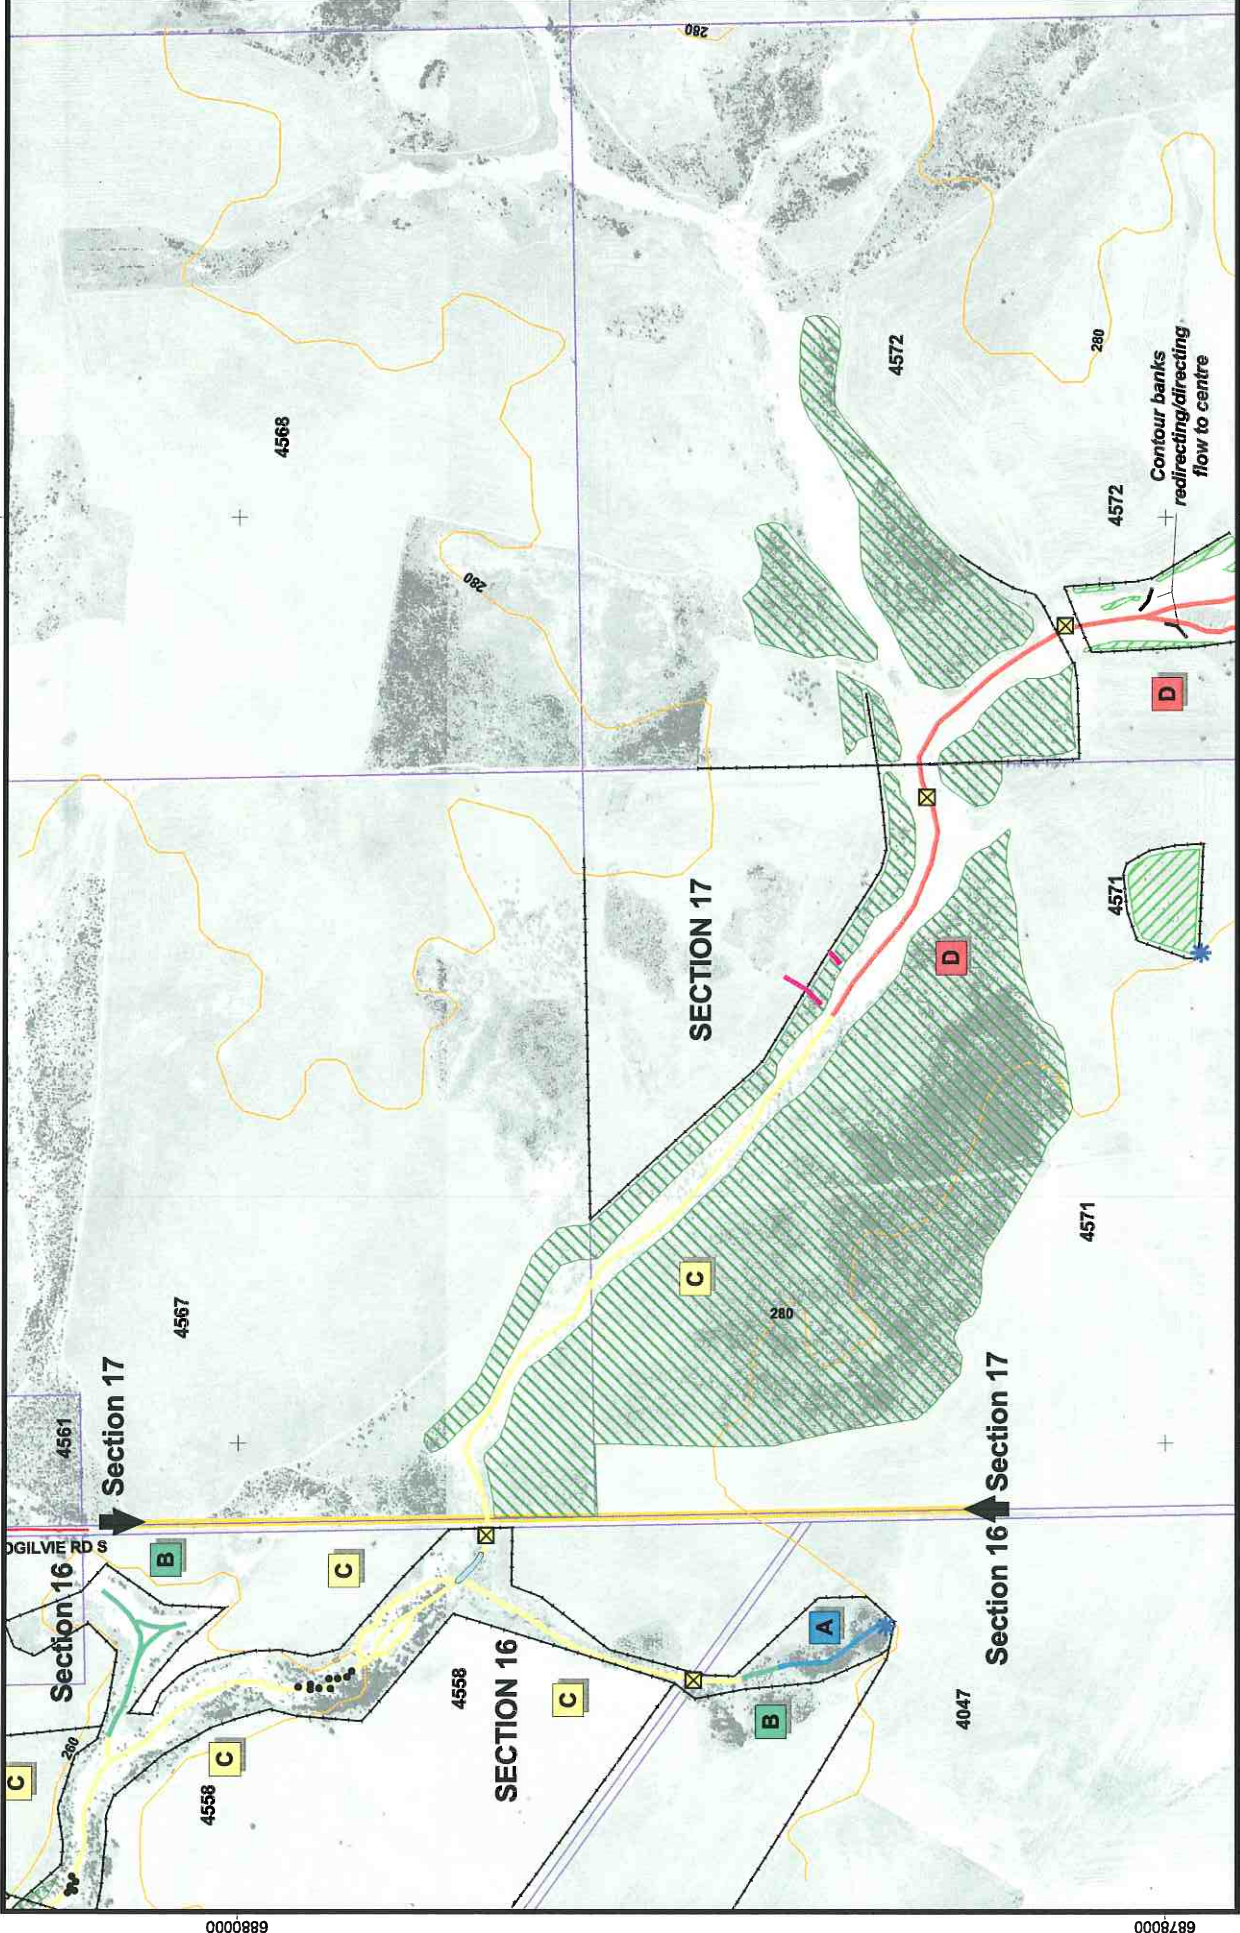 280
4568
4572
280
Contour banks
redirecting/directing
flow to centre
4572
280
D
SECTION 17
4571
D
4571
C
280
4567
Section 17
4561
Section 17
OGILVIE RD S
Section 16
B
C
Section 16
A
SECTION 16
4558
C
B
4047
260
C
C
4558
6880000
6878000